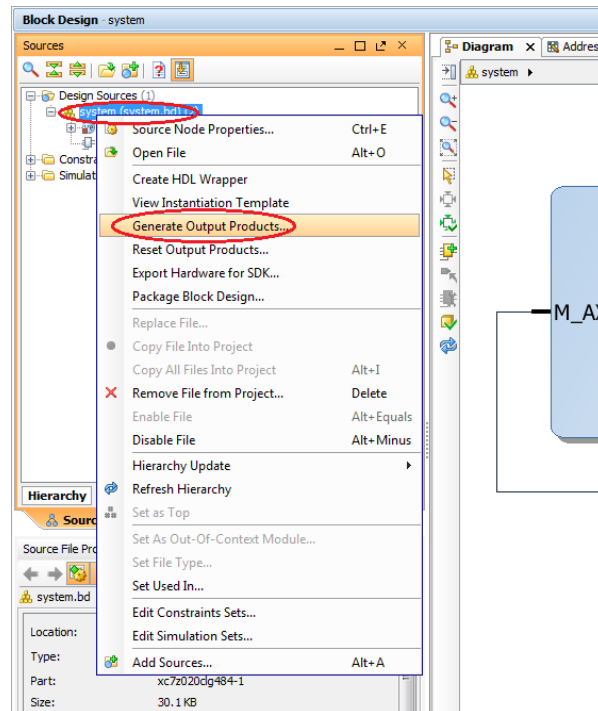 Block Design - system
Sources
Diagram
Addres
system
Design Sources (1)
system (system.bd)
Constra
Simulat
Source Node Properties... Ctrl+E
Open File Alt+O
Create HDL Wrapper
View Instantiation Template
Generate Output Products...
Reset Output Products...
Export Hardware for SDK...
Package Block Design...
Replace File...
Copy File Into Project
Copy All Files Into Project Alt+I
Remove File from Project... Delete
Enable File Alt+Equals
Disable File Alt+Minus
Hierarchy Update
Refresh Hierarchy
Set as Top
Set As Out-Of-Context Module...
Set File Type...
Set Used In...
Edit Constraints Sets...
Edit Simulation Sets...
Add Sources... Alt+A
M_AX
Hierarchy
Sourc
Source File Pro
system.bd
Location:
Type:
Part: xc7z020clg484-1
Size: 30.1 KB